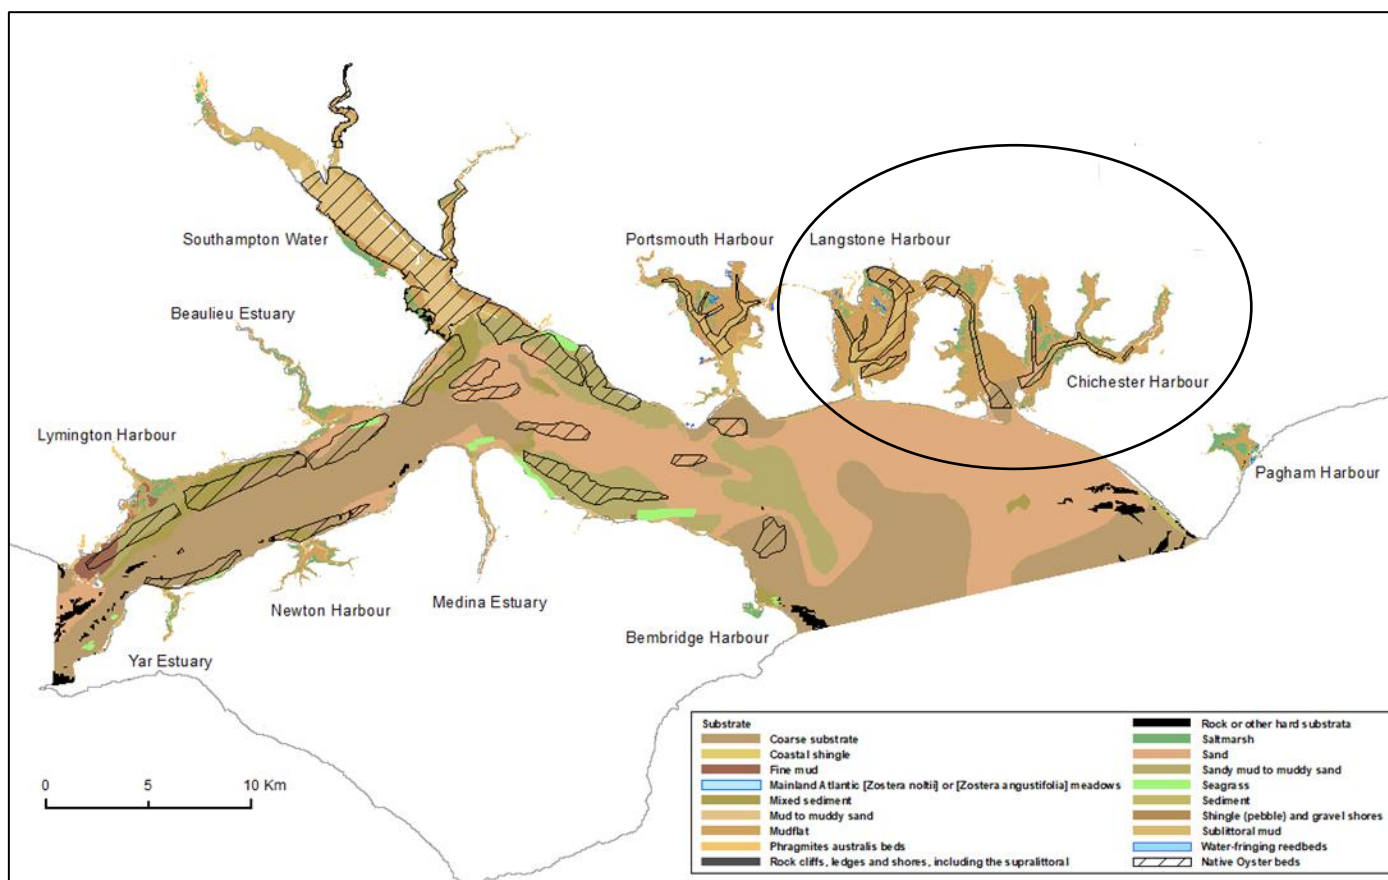 Southampton Water
Portsmouth Harbour
Langstone Harbour
Beaulieu Estuary
Chichester Harbour
Lymington Harbour
Pagham Harbour
Newton Harbour
Medina Estuary
Bembridge Harbour
Yar Estuary
0 5 10 Km
Substrate
Coarse substrate
Coastal shingle
Fine mud
Mainland Atlantic [Zostera noltii] or [Zostera angustifolia] meadows
Mixed sediment
Mud to muddy sand
Mudflat
Phragmites australis beds
Rock cliffs, ledges and shores, including the supralittoral
Rock or other hard substrata
Saltmarsh
Sand
Sandy mud to muddy sand
Seagrass
Sediment
Shingle (pebble) and gravel shores
Sublittoral mud
Water-fringing reedbeds
Native Oyster beds